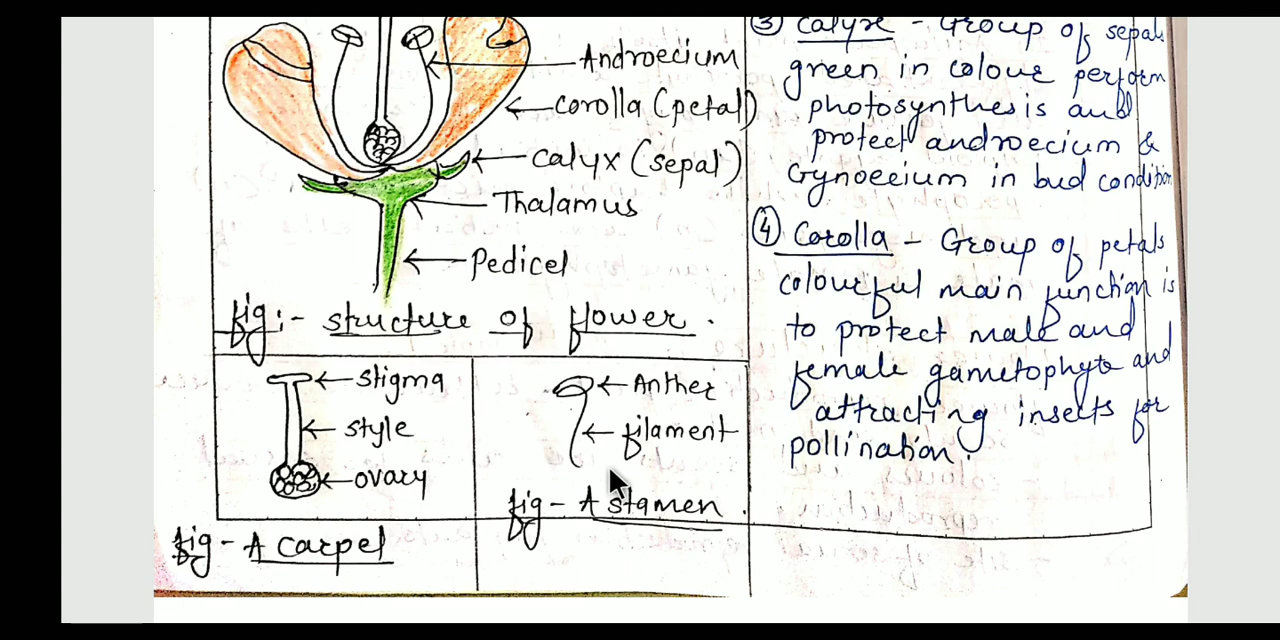 Androecium
Corolla (petal)
Calyx (sepal)
Thalamus
Pedicel
fig:- structure of flower.
stigma
style
ovary
fig - A carpel
Anther
filament
fig - A stamen.
③ Calyx - Group of sepals
green in colour perform
photosynthesis and
protect androecium &
Gynoecium in bud condition
④ Corolla - Group of petals
colourful main function is
to protect male and
female gametophyte and
attracting insects for
pollination.